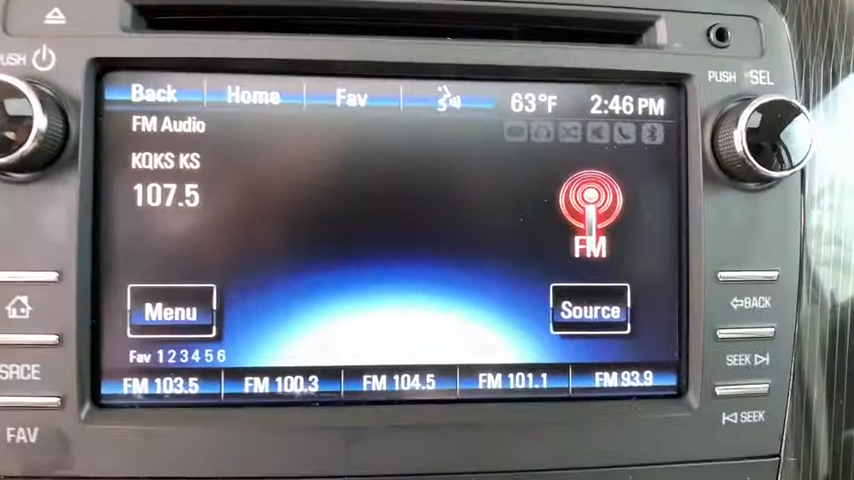 PUSH
PUSH SEL
Back Home Fav 63°F 2:46 PM
FM Audio
KQKS KS
107.5
FM
Menu
Source
Fav 1 2 3 4 5 6
FM 103.5 FM 100.3 FM 104.5 FM 101.1 FM 93.9
SRCE
FAV
BACK
SEEK
SEEK